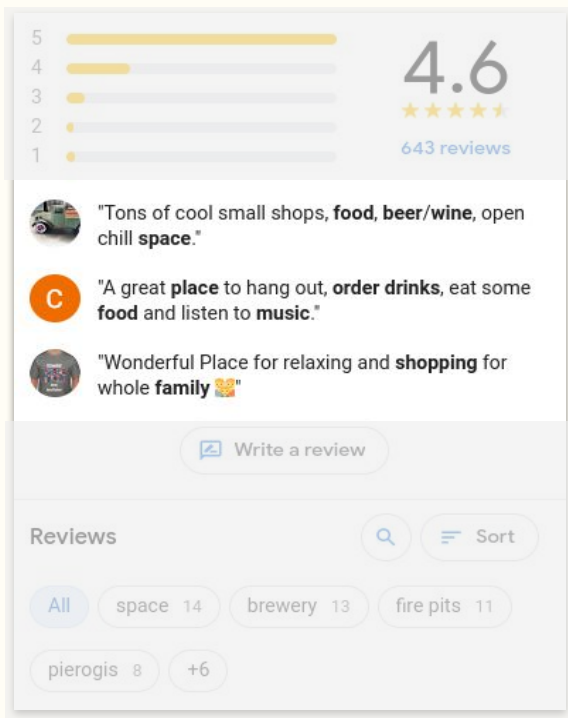 5
4
3
2
1
4.6
643 reviews
"Tons of cool small shops, food, beer/wine, open
chill space."
C
"A great place to hang out, order drinks, eat some
food and listen to music."
"Wonderful Place for relaxing and shopping for
whole family 👨‍👩‍👧‍👦"
Write a review
Reviews
Sort
All
space 14
brewery 13
fire pits 11
pierogis 8
+6